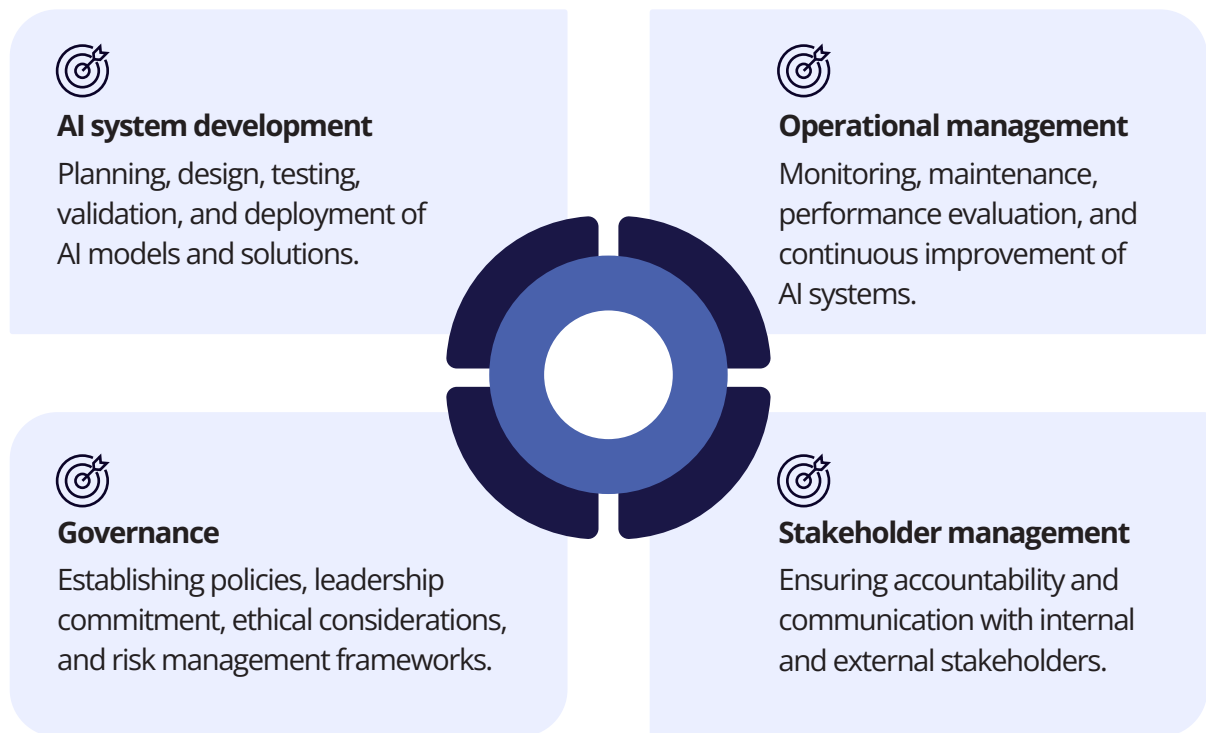 AI system development
Planning, design, testing,
validation, and deployment of
AI models and solutions.
Operational management
Monitoring, maintenance,
performance evaluation, and
continuous improvement of
AI systems.
Governance
Establishing policies, leadership
commitment, ethical considerations,
and risk management frameworks.
Stakeholder management
Ensuring accountability and
communication with internal
and external stakeholders.